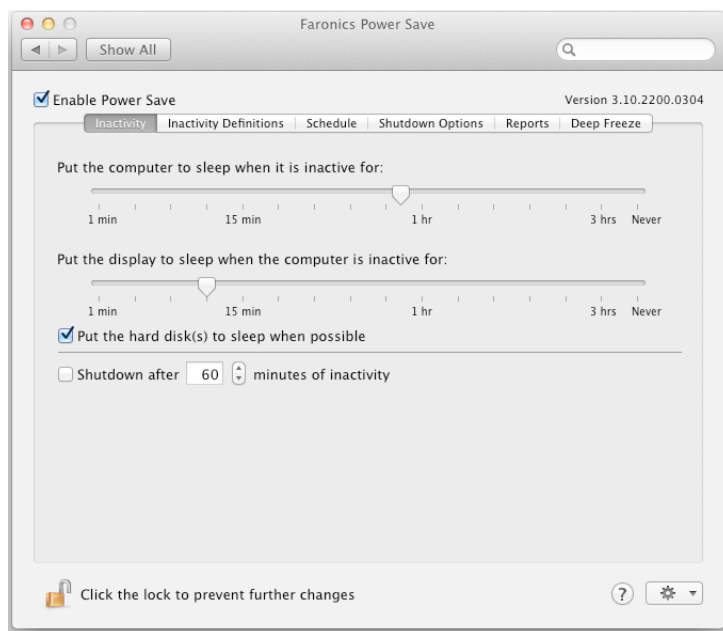 Faronics Power Save
Show All
Enable Power Save
Version 3.10.2200.0304
Inactivity Inactivity Definitions Schedule Shutdown Options Reports Deep Freeze
Put the computer to sleep when it is inactive for:
1 min 15 min 1 hr 3 hrs Never
Put the display to sleep when the computer is inactive for:
1 min 15 min 1 hr 3 hrs Never
Put the hard disk(s) to sleep when possible
Shutdown after 60 minutes of inactivity
Click the lock to prevent further changes
?